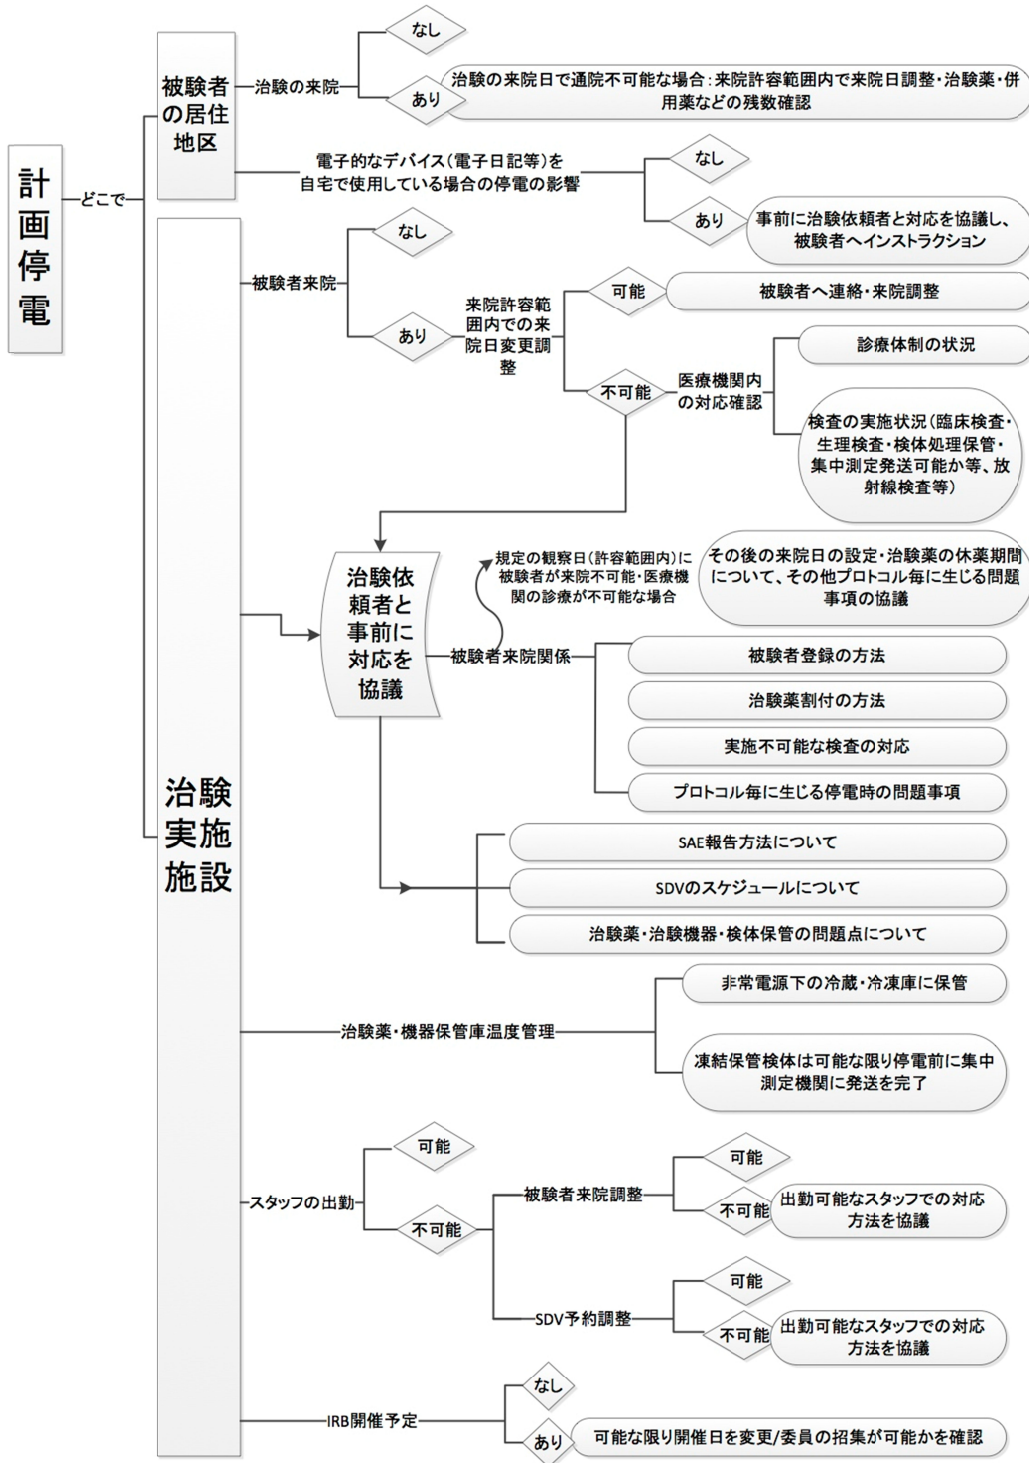 計画停電
どこで
被験者
の居住
地区
治験の来院
なし
あり
治験の来院日で通院不可能な場合：来院許容範囲内で来院日調整・治験薬・併
用薬などの残数確認
電子的なデバイス（電子日記等）を
自宅で使用している場合の停電の影響
なし
あり
事前に治験依頼者と対応を協議し、
被験者へインストラクション
治験
実施
施設
被験者来院
なし
あり
来院許容範
囲内での来
院日変更調
整
可能
被験者へ連絡・来院調整
不可能
医療機関内
の対応確認
診療体制の状況
検査の実施状況（臨床検査・
生理検査・検体処理保管・
集中測定発送可能か等、放
射線検査等）
治験依
頼者と
事前に
対応を
協議
規定の観察日（許容範囲内）に
被験者が来院不可能・医療機
関の診療が不可能な場合
その後の来院日の設定・治験薬の休薬期間
について、その他プロトコル毎に生じる問題
事項の協議
被験者来院関係
被験者登録の方法
治験薬割付の方法
実施不可能な検査の対応
プロトコル毎に生じる停電時の問題事項
SAE報告方法について
SDVのスケジュールについて
治験薬・治験機器・検体保管の問題点について
治験薬・機器保管庫温度管理
非常電源下の冷蔵・冷凍庫に保管
凍結保管検体は可能な限り停電前に集中
測定機関に発送を完了
スタッフの出勤
可能
不可能
被験者来院調整
可能
不可能
出勤可能なスタッフでの対応
方法を協議
SDV予約調整
可能
不可能
出勤可能なスタッフでの対応
方法を協議
IRB開催予定
なし
あり
可能な限り開催日を変更/委員の招集が可能かを確認